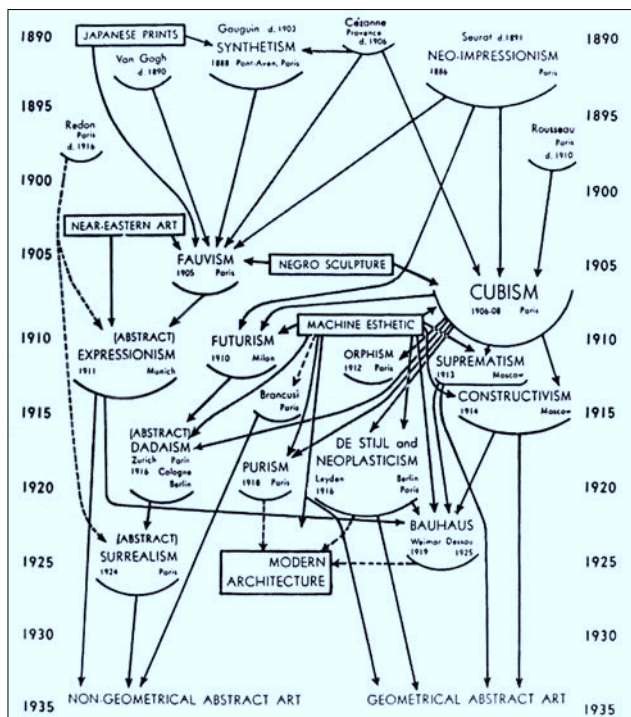 1890
JAPANESE PRINTS
Gauguin d. 1903
SYNTHETISM
1888 Pont-Aven, Paris
Cézanne
Provence
d. 1906
Seurat d. 1891
NEO-IMPRESSIONISM
1886 Paris
1890
Van Gogh
d. 1890
1895
1895
Redon
Paris
d. 1916
Rousseau
Paris
d. 1910
1900
1900
NEAR-EASTERN ART
1905
FAUVISM
1905 Paris
NEGRO SCULPTURE
1905
CUBISM
1906-08 Paris
1910
(ABSTRACT)
EXPRESSIONISM
1911 Munich
FUTURISM
1910 Milan
MACHINE ESTHETIC
ORPHISM
1912 Paris
SUPREMATISM
1913 Moscow
1910
Brancusi
Paris
CONSTRUCTIVISM
1914 Moscow
1915
1915
(ABSTRACT)
DADAISM
Zurich Paris
1916 Cologne
Berlin
PURISM
1918 Paris
DE STIJL and
NEOPLASTICISM
Leyden Berlin
1916 Paris
1920
1920
BAUHAUS
Weimar Dessau
1919 1925
(ABSTRACT)
SURREALISM
1924 Paris
MODERN
ARCHITECTURE
1925
1925
1930
1930
1935
NON-GEOMETRICAL ABSTRACT ART
GEOMETRICAL ABSTRACT ART
1935